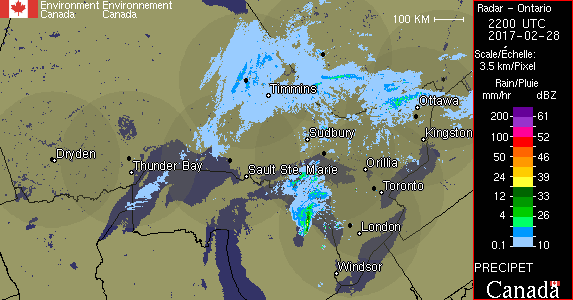 Environment Environnement
Canada Canada
100 KM
Timmins
Ottawa
Sudbury
Kingston
Dryden
Thunder Bay
Sault Ste. Marie
Orillia
Toronto
London
Windsor
Radar - Ontario
2200 UTC
2017-02-28
Scale/Échelle:
3.5 km/Pixel
Rain/Pluie
mm/hr dBZ
200 61
100 52
50 46
24 39
12 33
4 26
2 20
0.1 10
PRECIPET
Canada